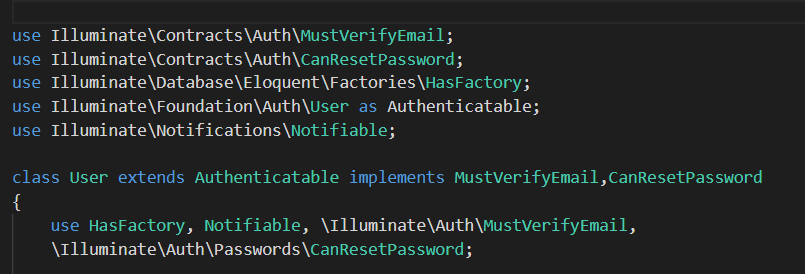 use Illuminate\Contracts\Auth\MustVerifyEmail;
use Illuminate\Contracts\Auth\CanResetPassword;
use Illuminate\Database\Eloquent\Factories\HasFactory;
use Illuminate\Foundation\Auth\User as Authenticatable;
use Illuminate\Notifications\Notifiable;
class User extends Authenticatable implements MustVerifyEmail,CanResetPassword
{
use HasFactory, Notifiable, \Illuminate\Auth\MustVerifyEmail,
\Illuminate\Auth\Passwords\CanResetPassword;